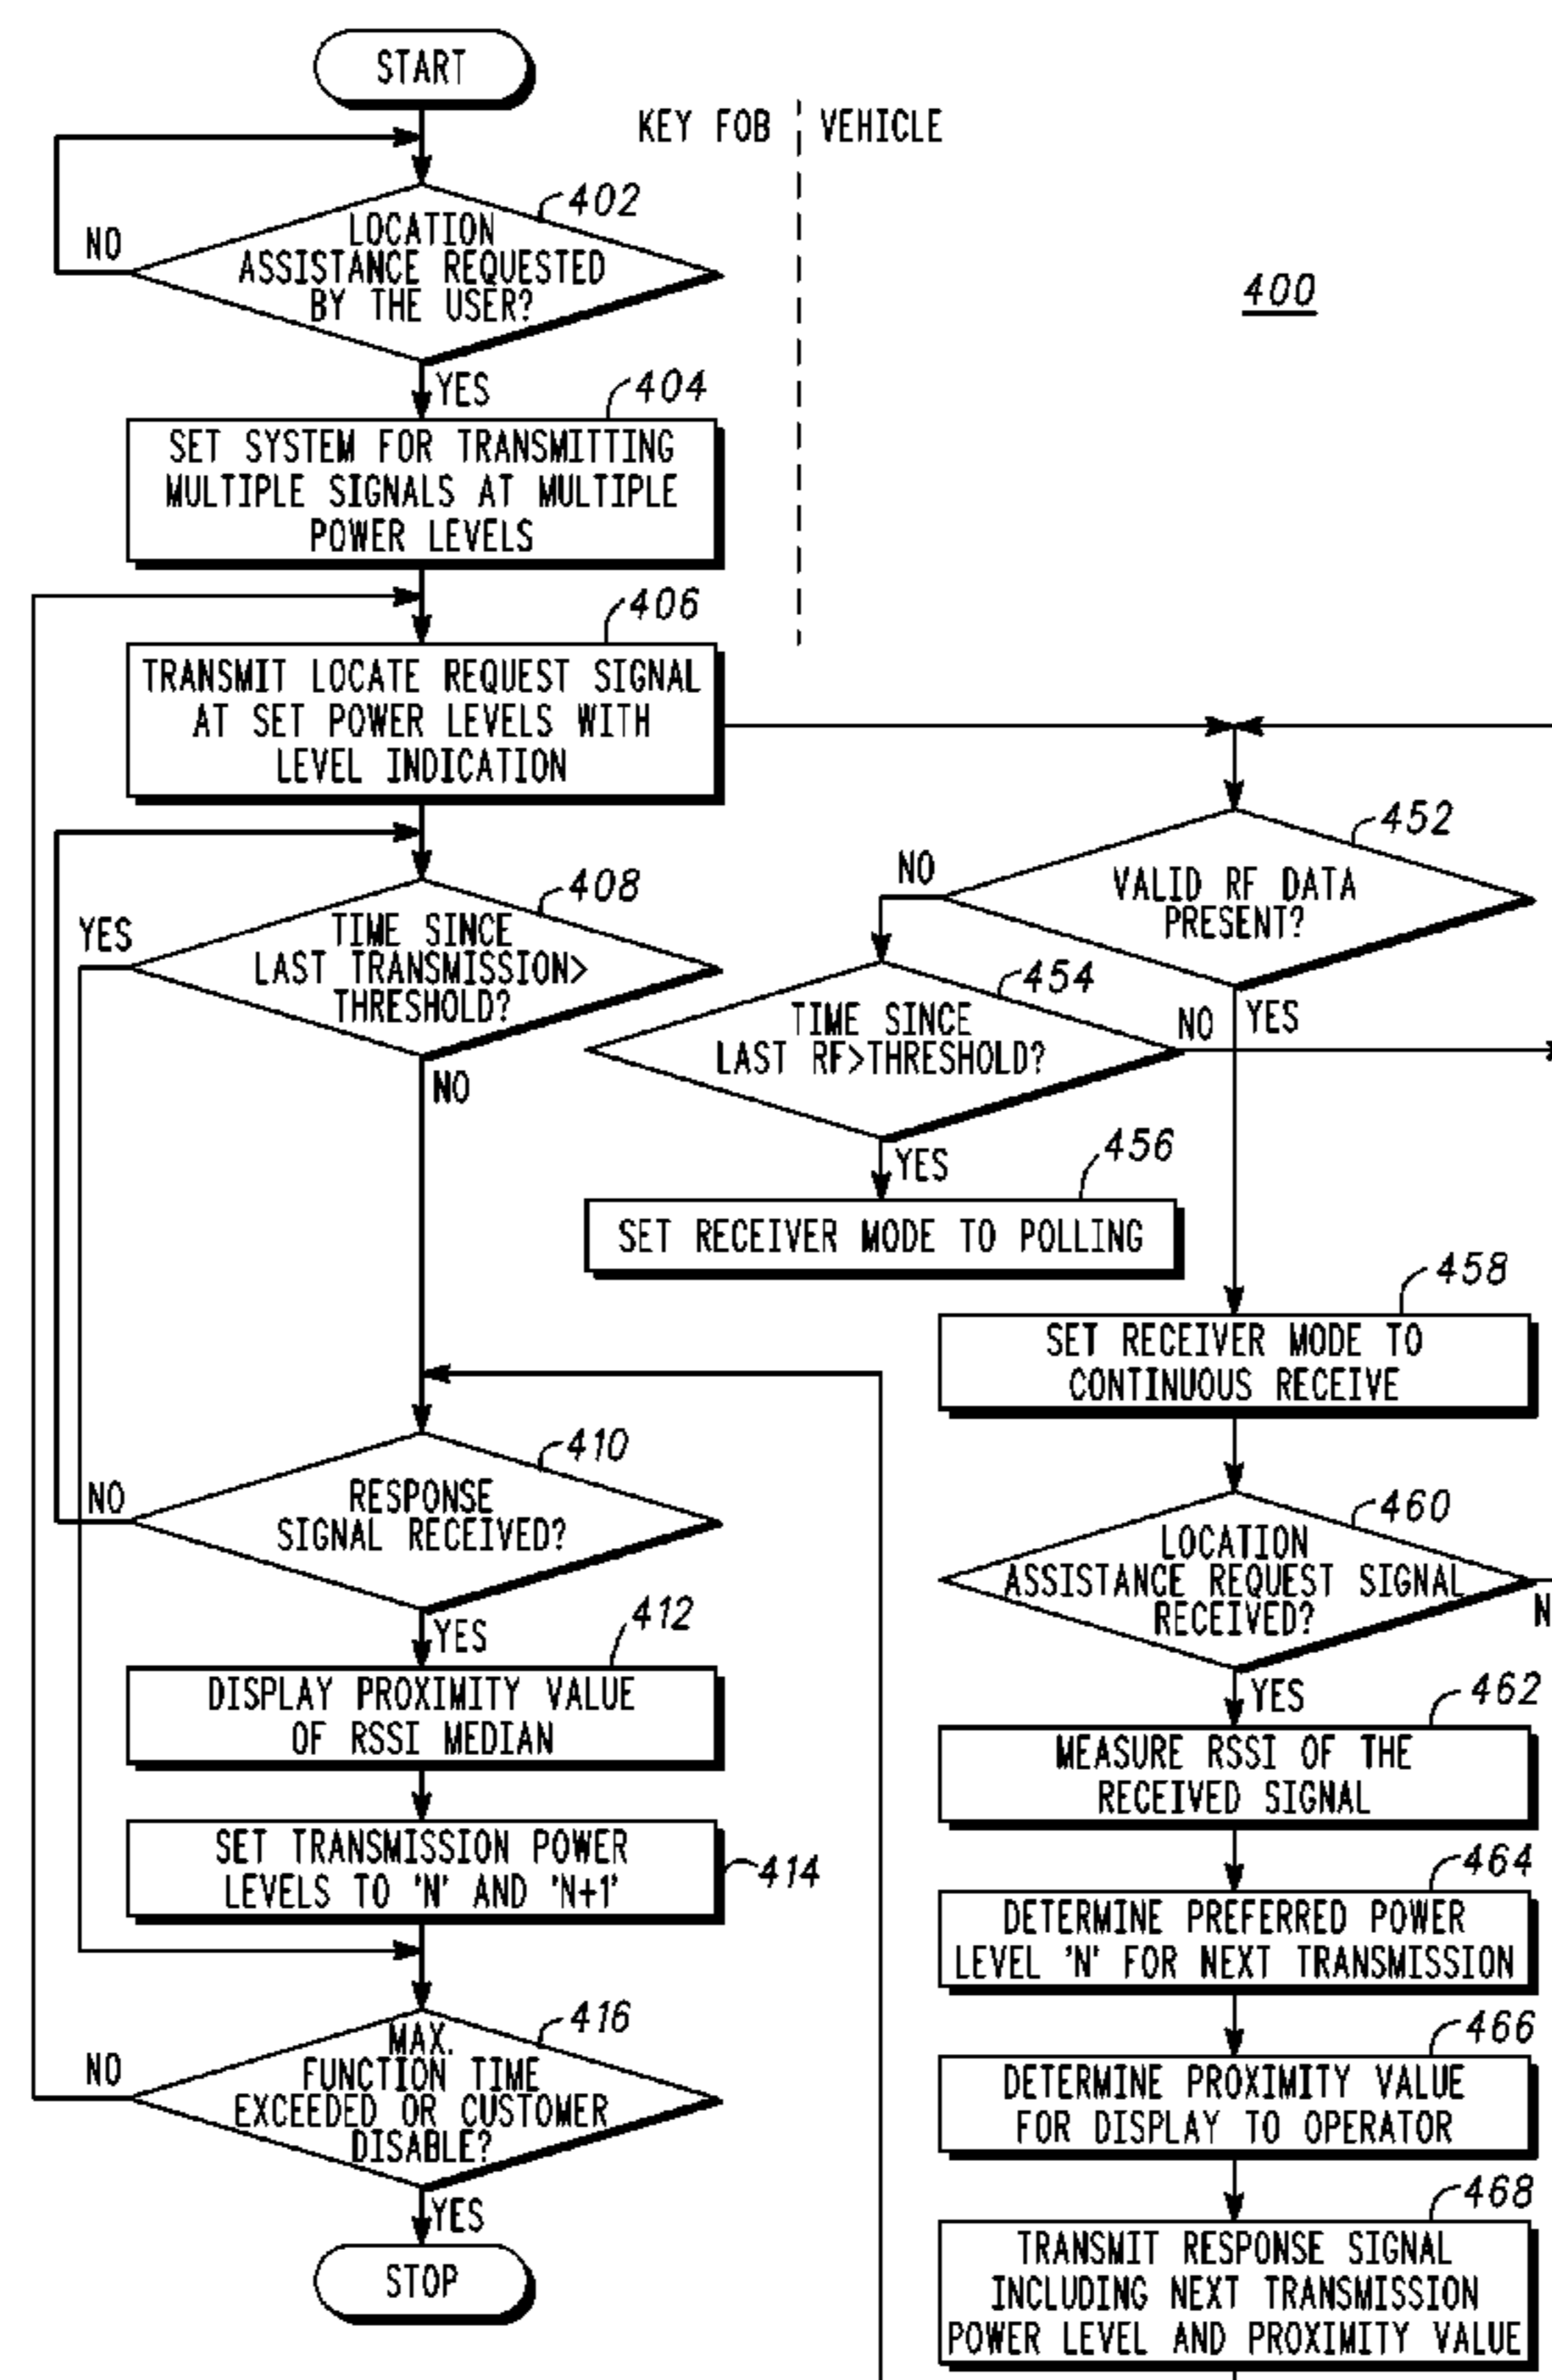 START
KEY FOB
VEHICLE
402
LOCATION
ASSISTANCE REQUESTED
BY THE USER?
NO
YES
400
404
SET SYSTEM FOR TRANSMITTING
MULTIPLE SIGNALS AT MULTIPLE
POWER LEVELS
406
TRANSMIT LOCATE REQUEST SIGNAL
AT SET POWER LEVELS WITH
LEVEL INDICATION
408
YES
TIME SINCE
LAST TRANSMISSION>
THRESHOLD?
NO
410
NO
RESPONSE
SIGNAL RECEIVED?
YES
412
DISPLAY PROXIMITY VALUE
OF RSSI MEDIAN
SET TRANSMISSION POWER
LEVELS TO 'N' AND 'N+1'
414
416
NO
MAX.
FUNCTION TIME
EXCEEDED OR CUSTOMER
DISABLE?
YES
STOP
452
NO
VALID RF DATA
PRESENT?
YES
454
TIME SINCE
LAST RF>THRESHOLD?
NO
YES
456
SET RECEIVER MODE TO POLLING
458
SET RECEIVER MODE TO
CONTINUOUS RECEIVE
460
LOCATION
ASSISTANCE REQUEST SIGNAL
RECEIVED?
N
YES
462
MEASURE RSSI OF THE
RECEIVED SIGNAL
464
DETERMINE PREFERRED POWER
LEVEL 'N' FOR NEXT TRANSMISSION
466
DETERMINE PROXIMITY VALUE
FOR DISPLAY TO OPERATOR
468
TRANSMIT RESPONSE SIGNAL
INCLUDING NEXT TRANSMISSION
POWER LEVEL AND PROXIMITY VALUE